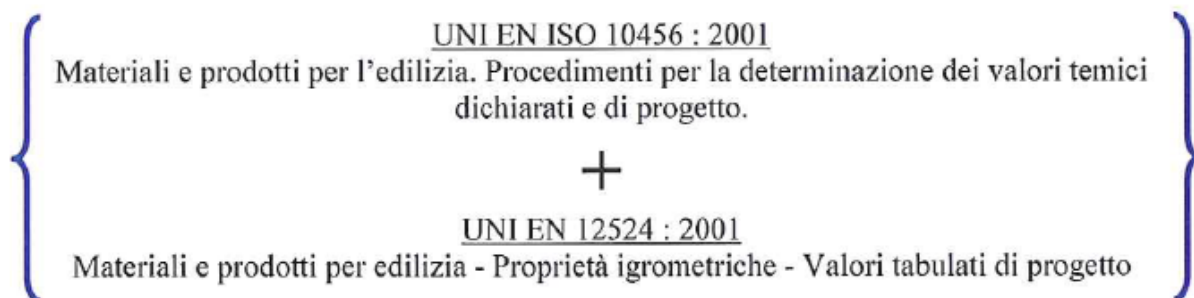 UNI EN ISO 10456 : 2001
Materiali e prodotti per l'edilizia. Procedimenti per la determinazione dei valori temici
dichiarati e di progetto.
+
UNI EN 12524 : 2001
Materiali e prodotti per edilizia - Proprietà igrometriche - Valori tabulati di progetto